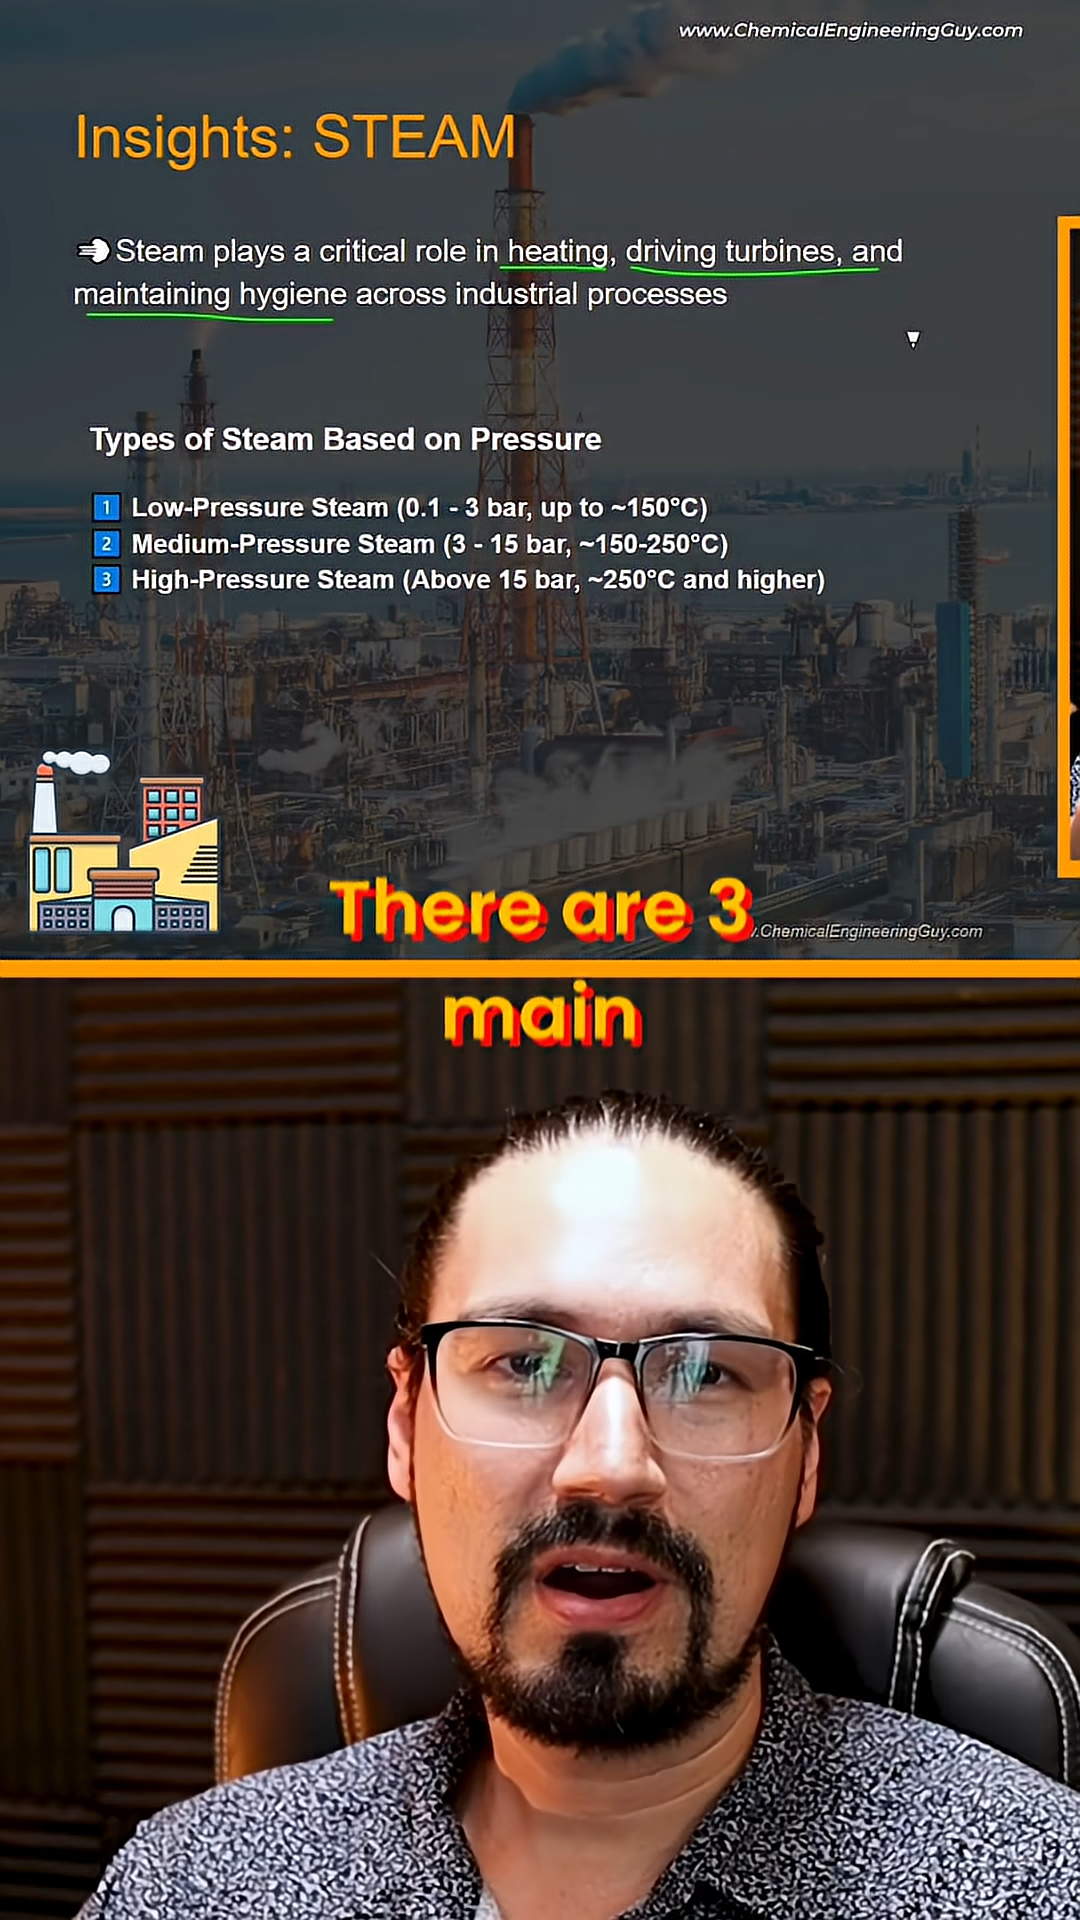 www.ChemicalEngineeringGuy.com
Insights: STEAM
Steam plays a critical role in heating, driving turbines, and
maintaining hygiene across industrial processes
Types of Steam Based on Pressure
1 Low-Pressure Steam (0.1 - 3 bar, up to ~150°C)
2 Medium-Pressure Steam (3 - 15 bar, ~150-250°C)
3 High-Pressure Steam (Above 15 bar, ~250°C and higher)
There are 3
.ChemicalEngineeringGuy.com
main